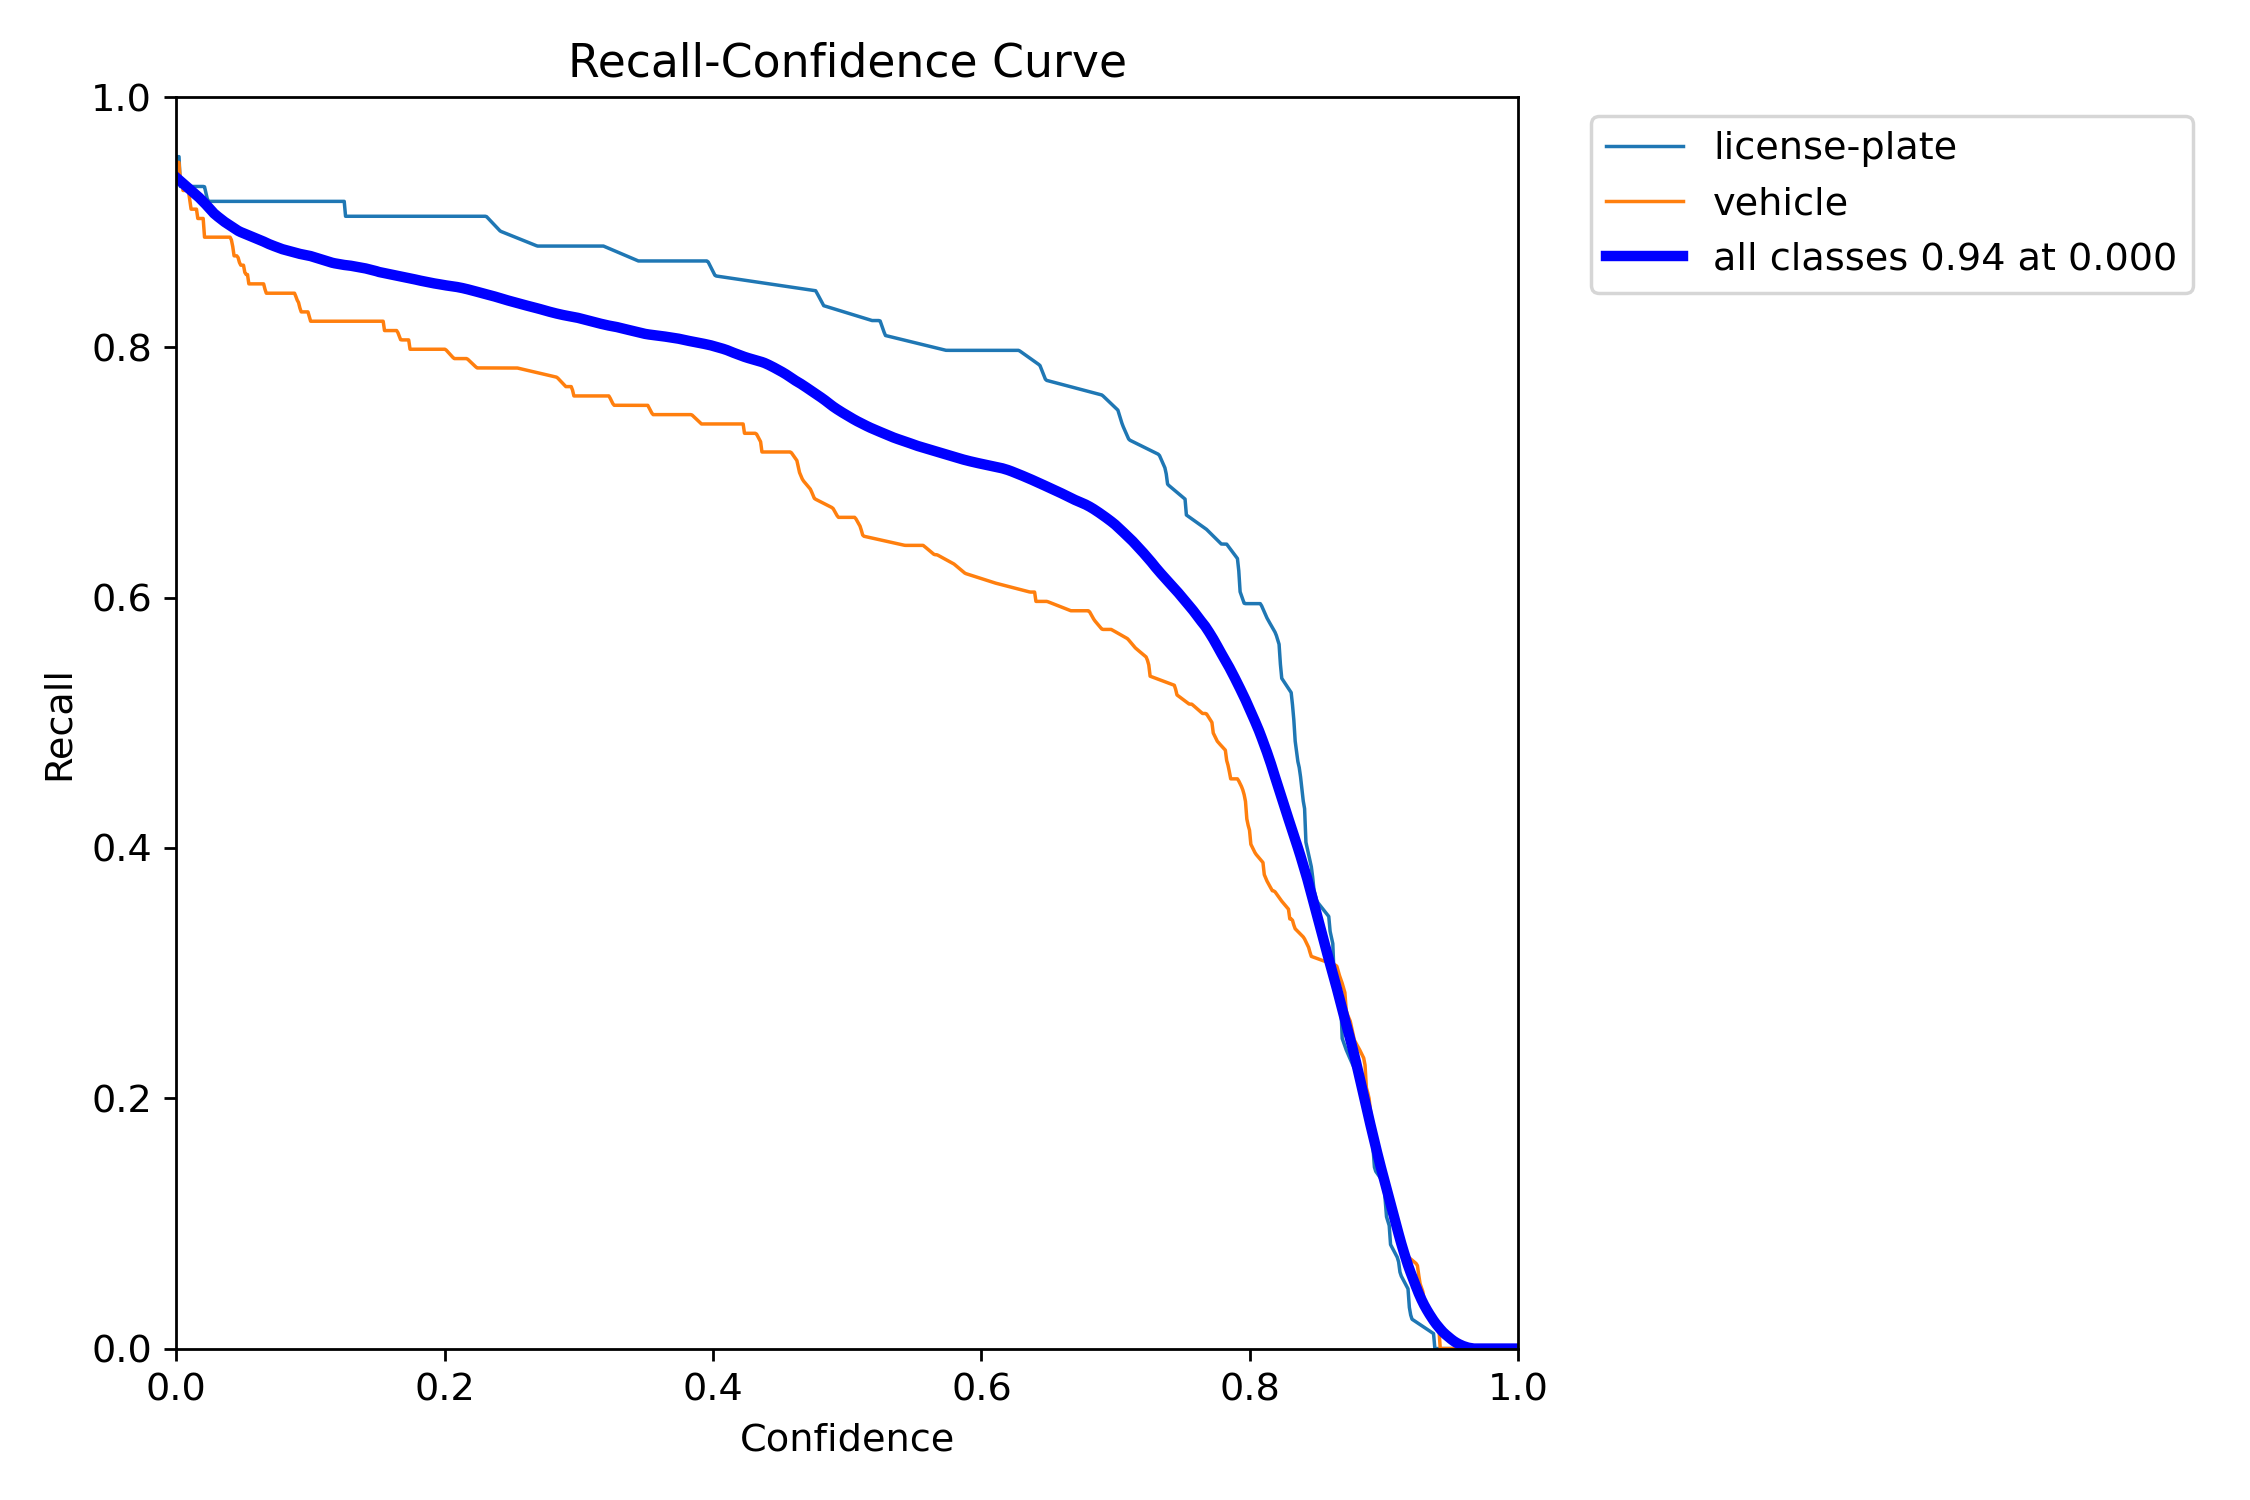 Recall-Confidence Curve
1.0
0.8
0.6
0.4
0.2
0.0
Recall
0.0 0.2 0.4 0.6 0.8 1.0
Confidence
license-plate
vehicle
all classes 0.94 at 0.000